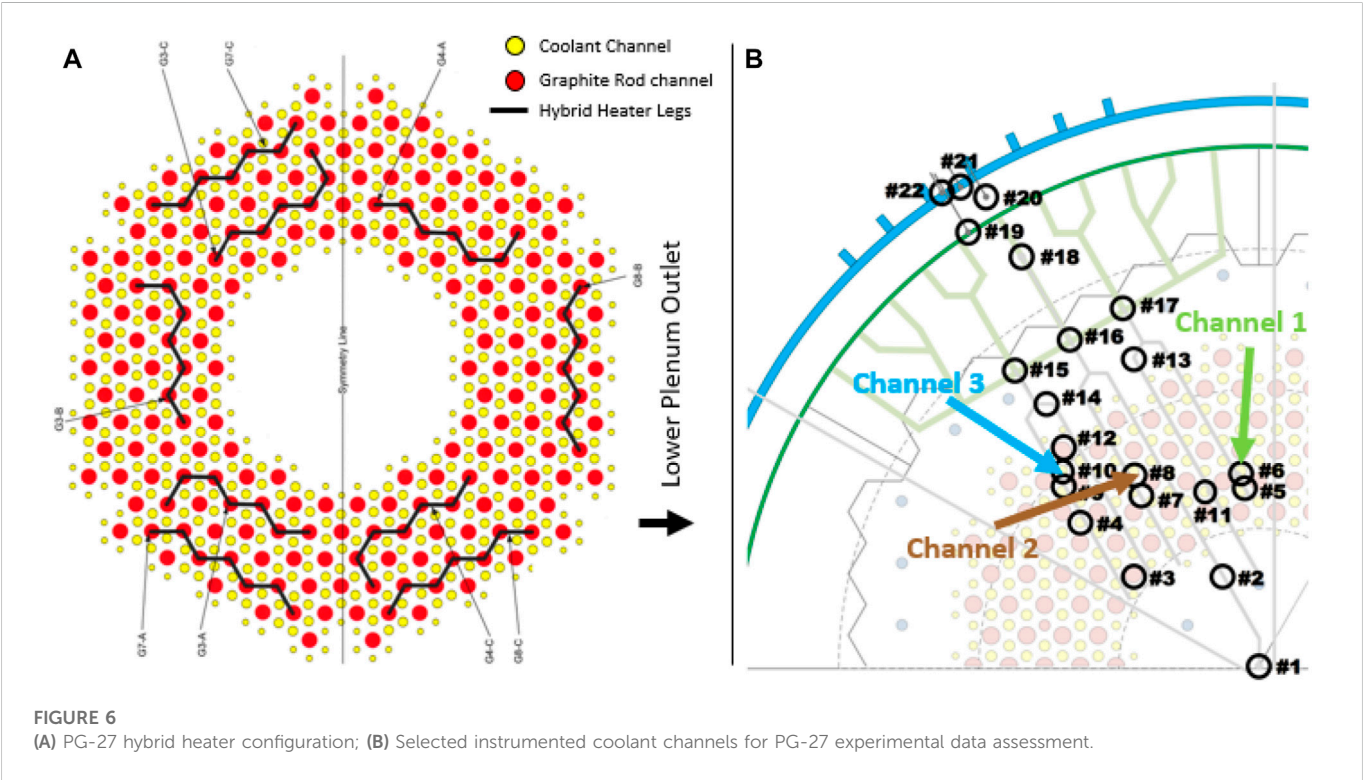 A
G3-C
G7-C
G4-A
Coolant Channel
Graphite Rod channel
Hybrid Heater Legs
Symmetry Line
G8-B
G3-B
G7-A
G3-A
G4-C
G8-C
Lower Plenum Outlet
B
#21
#22
#20
#19
#18
#17
Channel 1
#16
#13
#15
Channel 3
#14
#12
#10
#8
#6
#9
#7
#5
#11
#4
Channel 2
#3
#2
#1
FIGURE 6
(A) PG-27 hybrid heater configuration; (B) Selected instrumented coolant channels for PG-27 experimental data assessment.